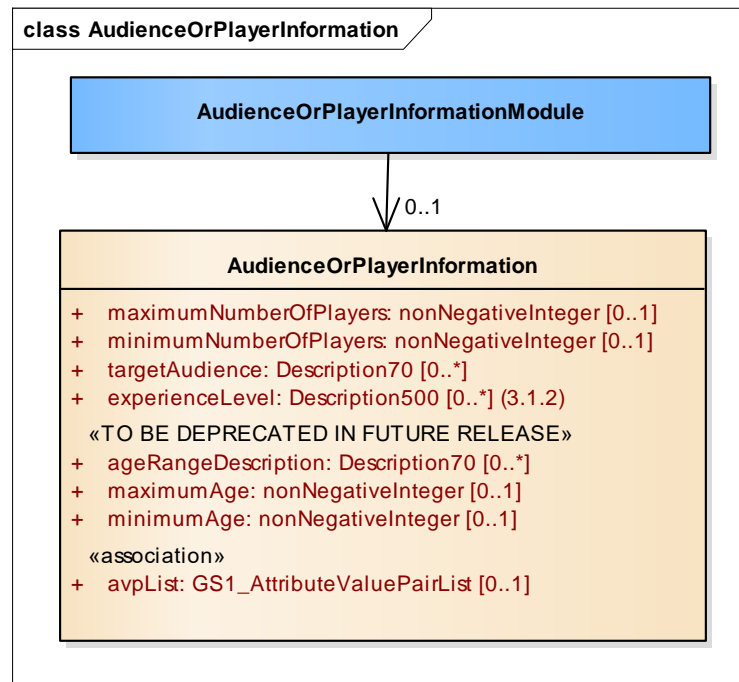 class AudienceOrPlayerInformation
AudienceOrPlayerInformationModule
0..1
AudienceOrPlayerInformation
+ maximumNumberOfPlayers: nonNegativeInteger [0..1]
+ minimumNumberOfPlayers: nonNegativeInteger [0..1]
+ targetAudience: Description70 [0..*]
+ experienceLevel: Description500 [0..*] (3.1.2)
«TO BE DEPRECATED IN FUTURE RELEASE»
+ ageRangeDescription: Description70 [0..*]
+ maximumAge: nonNegativeInteger [0..1]
+ minimumAge: nonNegativeInteger [0..1]
«association»
+ avpList: GS1_AttributeValuePairList [0..1]